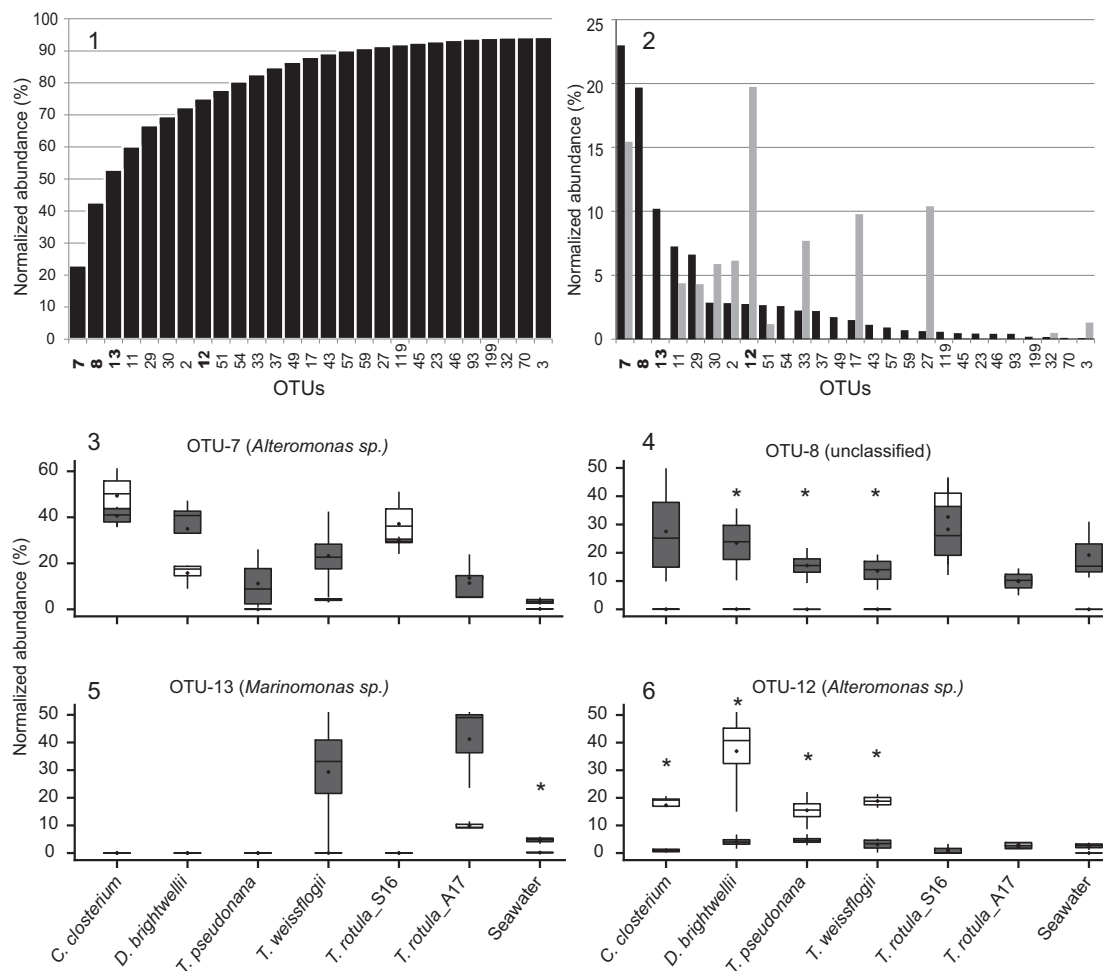 1
Normalized abundance (%)
100
90
80
70
60
50
40
30
20
10
0
7 8 13 11 29 30 2 12 51 54 33 37 49 17 43 57 59 27 119 45 23 46 93 199 32 70 3
OTUs
2
Normalized abundance (%)
25
20
15
10
5
0
7 8 13 11 29 30 2 12 51 54 33 37 49 17 43 57 59 27 119 45 23 46 93 199 32 70 3
OTUs
Normalized abundance (%)
3
OTU-7 (Alteromonas sp.)
60
40
20
0
4
OTU-8 (unclassified)
50
40
30
20
10
0
* * *
5
OTU-13 (Marinomonas sp.)
50
40
30
20
10
0
*
C. closterium
D. brightwellii
T. pseudonana
T. weissflogii
T. rotula_S16
T. rotula_A17
Seawater
6
OTU-12 (Alteromonas sp.)
50
40
30
20
10
0
* * * *
C. closterium
D. brightwellii
T. pseudonana
T. weissflogii
T. rotula_S16
T. rotula_A17
Seawater